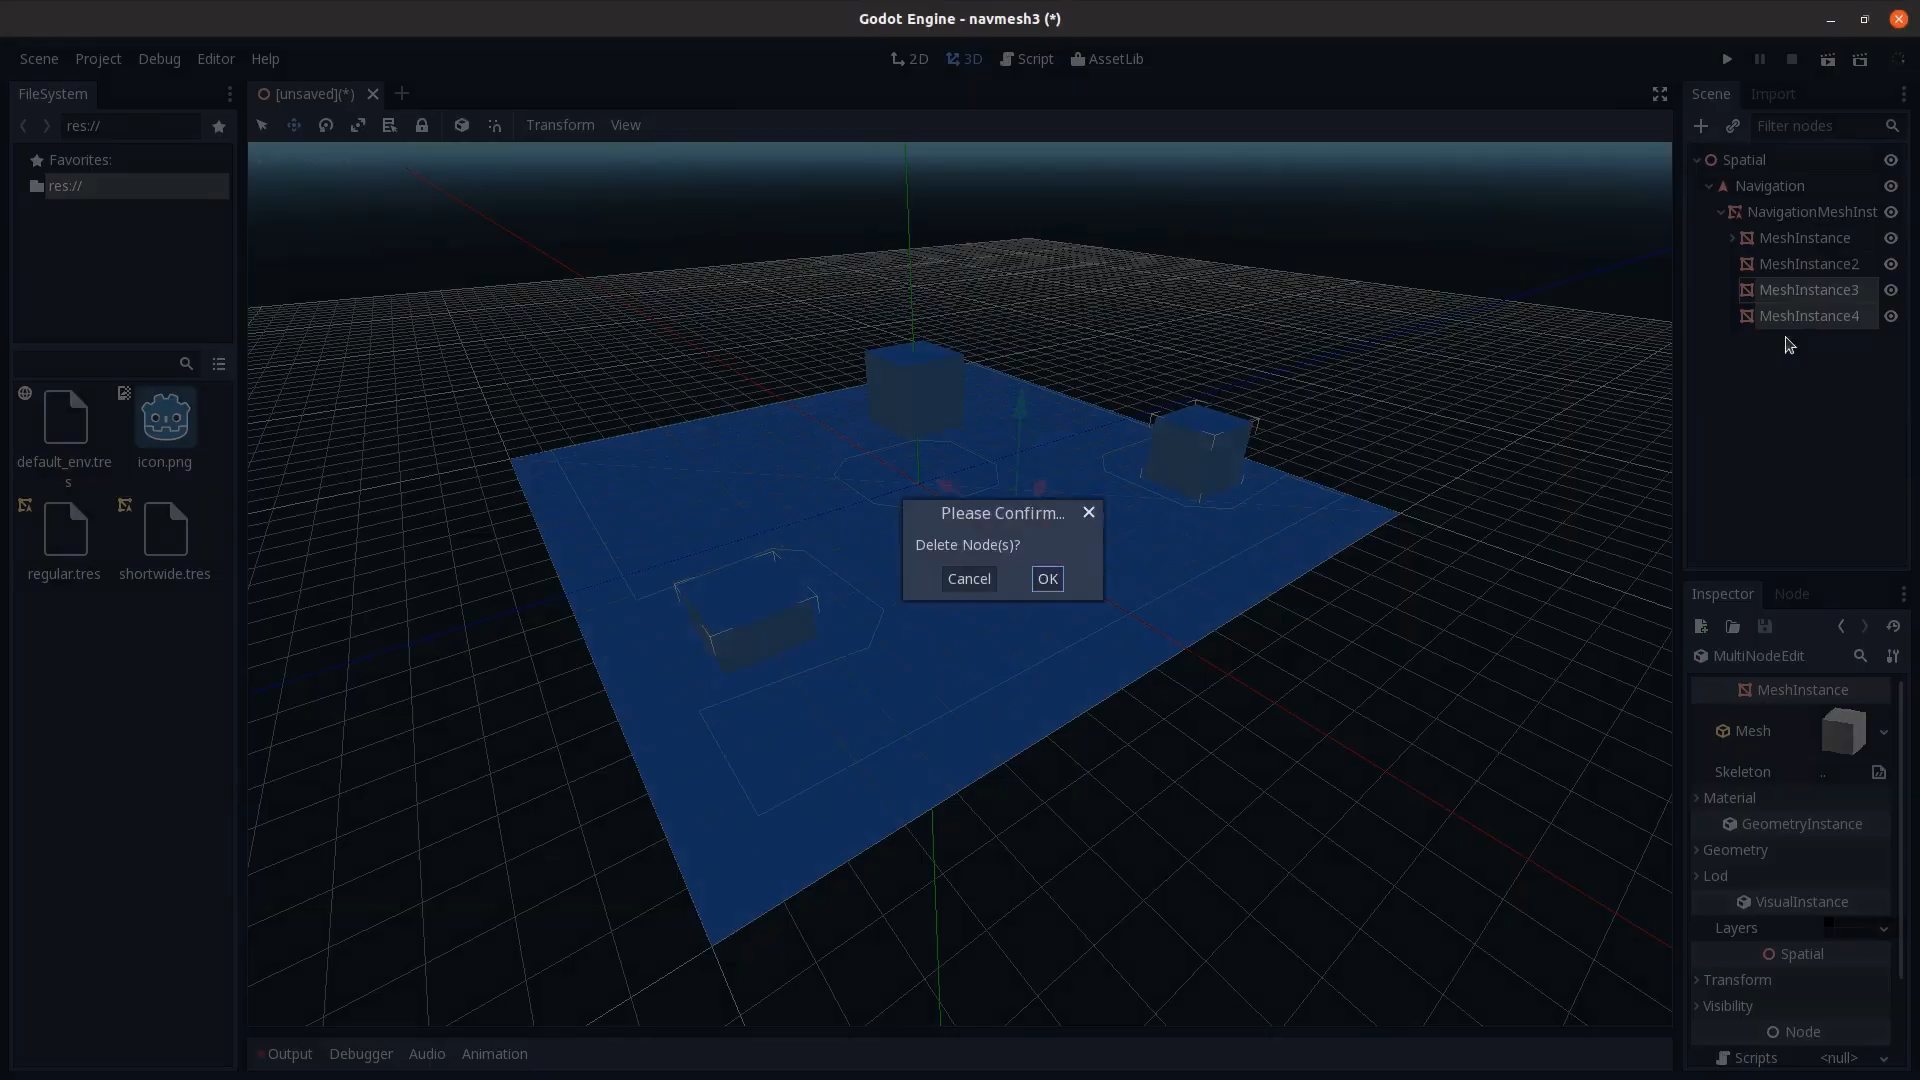 Godot Engine - navmesh3 (*)
Scene Project Debug Editor Help
2D 3D Script AssetLib
FileSystem
[unsaved](*)
Scene Import
res://
Transform View
Filter nodes
Favorites:
res://
Spatial
Navigation
NavigationMeshInst
MeshInstance
MeshInstance2
MeshInstance3
MeshInstance4
default_env.tre
s
icon.png
regular.tres
shortwide.tres
Please Confirm...
Delete Node(s)?
Cancel OK
Inspector Node
MultiNodeEdit
MeshInstance
Mesh
Skeleton ..
Material
GeometryInstance
Geometry
Lod
VisualInstance
Layers
Spatial
Transform
Visibility
Node
Scripts <null>
Output Debugger Audio Animation